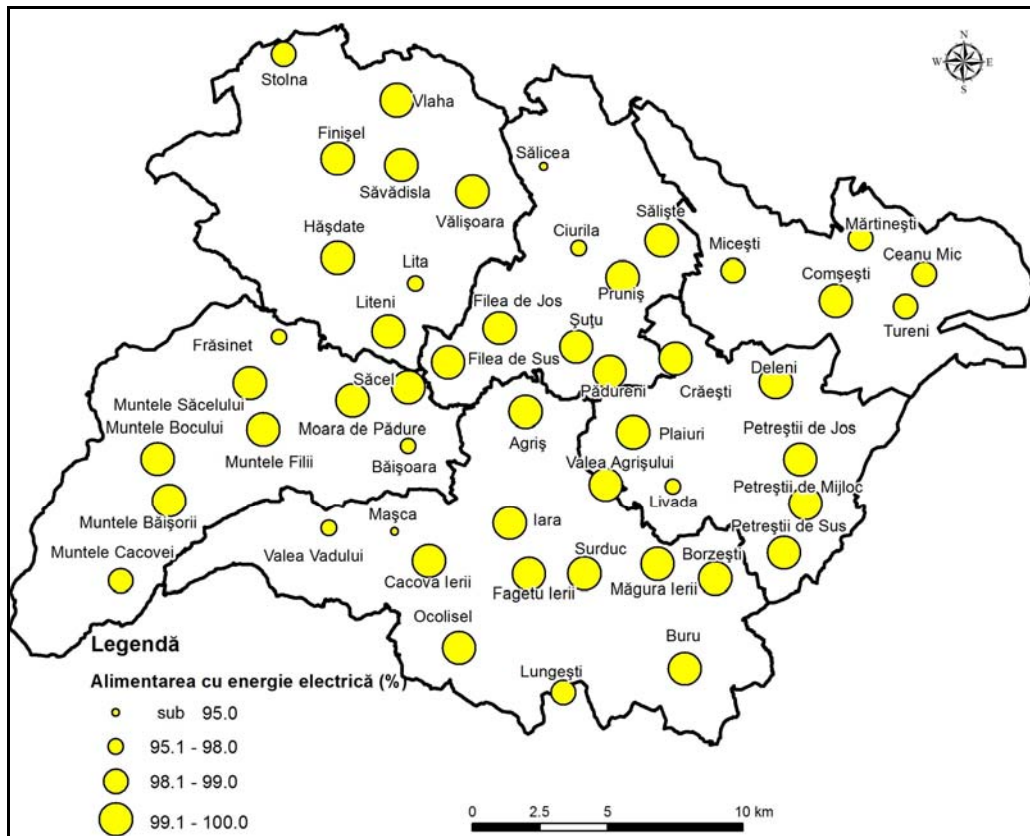 N
W E
S
Stolna
Vlaha
Finişel
Săvădisla
Vălişoara
Hăşdate
Lita
Liteni
Sălicea
Ciurila
Sălişte
Pruniş
Filea de Jos
Şuţu
Filea de Sus
Pădureni
Miceşti
Mărtineşti
Ceanu Mic
Comşeşti
Tureni
Crăeşti
Deleni
Frăsinet
Săcel
Muntele Săcelului
Muntele Bocului
Moara de Pădure
Muntele Filii
Băişoara
Muntele Băişorii
Muntele Cacovei
Agriş
Plaiuri
Valea Agrişului
Livada
Petreştii de Jos
Petreştii de Mijloc
Petreştii de Sus
Maşca
Valea Vadului
Iara
Cacova Ierii
Fagetu Ierii
Surduc
Măgura Ierii
Borzeşti
Ocolisel
Buru
Lungeşti
Legendă
Alimentarea cu energie electrică (%)
sub 95.0
95.1 - 98.0
98.1 - 99.0
99.1 - 100.0
0 2.5 5 10 km